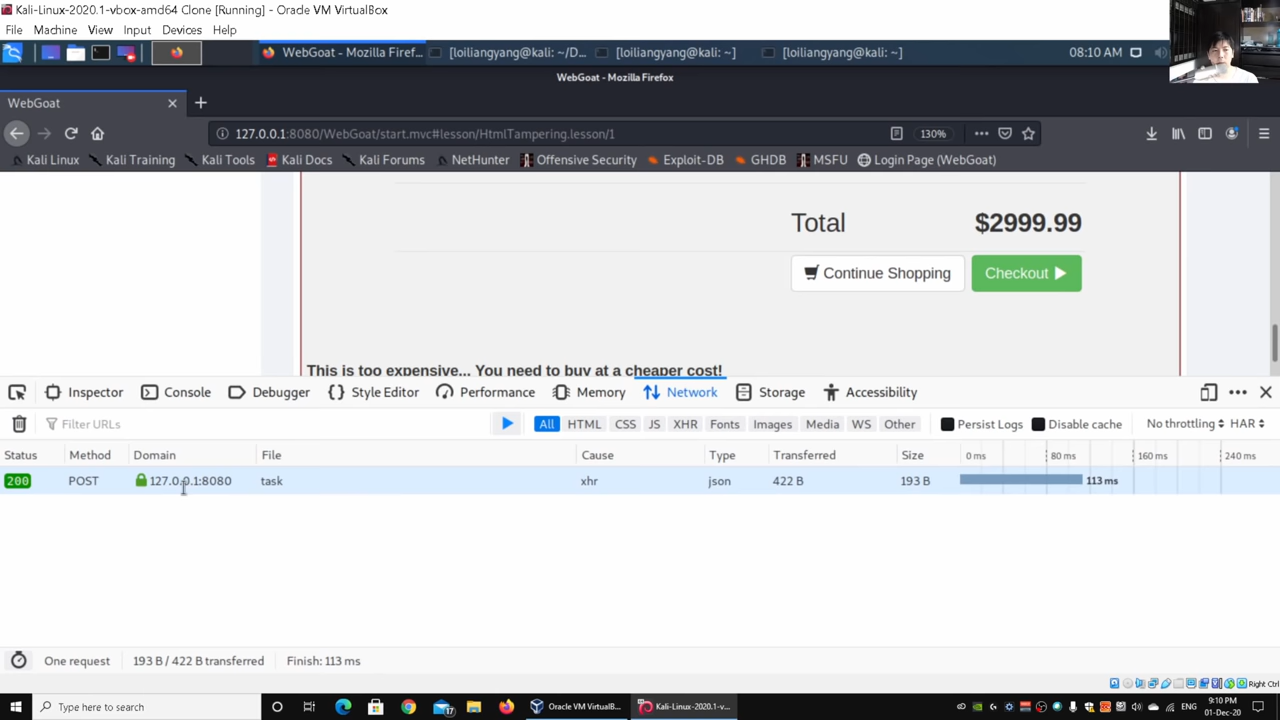 Kali-Linux-2020.1-vbox-amd64 Clone [Running] - Oracle VM VirtualBox
File Machine View Input Devices Help
WebGoat - Mozilla Firef... [loiliangyang@kali: ~/D... [loiliangyang@kali: ~] [loiliangyang@kali: ~] 08:10 AM
WebGoat - Mozilla Firefox
WebGoat
127.0.0.1:8080/WebGoat/start.mvc#lesson/HtmlTampering.lesson/1 130%
Kali Linux Kali Training Kali Tools Kali Docs Kali Forums NetHunter Offensive Security Exploit-DB GHDB MSFU Login Page (WebGoat)
Total $2999.99
Continue Shopping Checkout
This is too expensive... You need to buy at a cheaper cost!
Inspector Console Debugger Style Editor Performance Memory Network Storage Accessibility
Filter URLs All HTML CSS JS XHR Fonts Images Media WS Other Persist Logs Disable cache No throttling HAR
Status Method Domain File Cause Type Transferred Size 0 ms 80 ms 160 ms 240 ms
200 POST 127.0.0.1:8080 task xhr json 422 B 193 B 113 ms
One request 193 B / 422 B transferred Finish: 113 ms
Right Ctrl
Type here to search 17 Oracle VM VirtualB... Kali-Linux-2020.1-v... ENG 9:10 PM
01-Dec-20